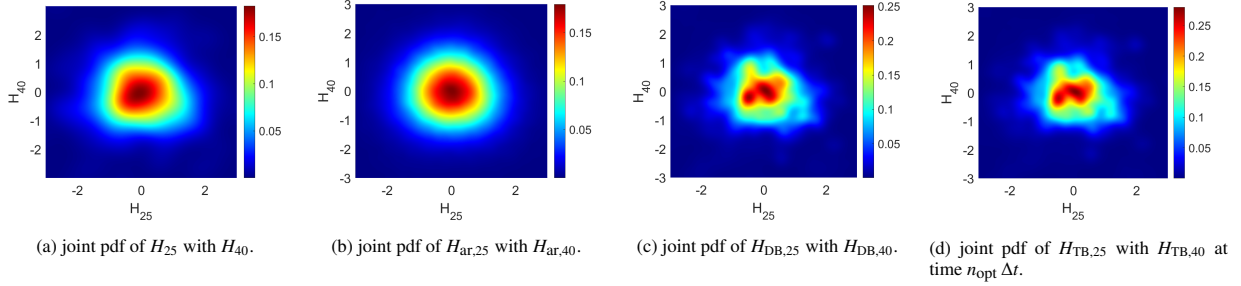 2
1
0
-1
-2
H40
-2 0 2
H25
0.15
0.1
0.05
3
2
1
0
-1
-2
-3
H40
-2 0 2
H25
0.15
0.1
0.05
3
2
1
0
-1
-2
-3
H40
-2 0 2
H25
0.25
0.2
0.15
0.1
0.05
3
2
1
0
-1
-2
-3
H40
-2 0 2
H25
0.25
0.2
0.15
0.1
0.05
(a) joint pdf of H25 with H40.
(b) joint pdf of Har,25 with Har,40.
(c) joint pdf of HDB,25 with HDB,40.
(d) joint pdf of HTB,25 with HTB,40 at
time nopt Δt.